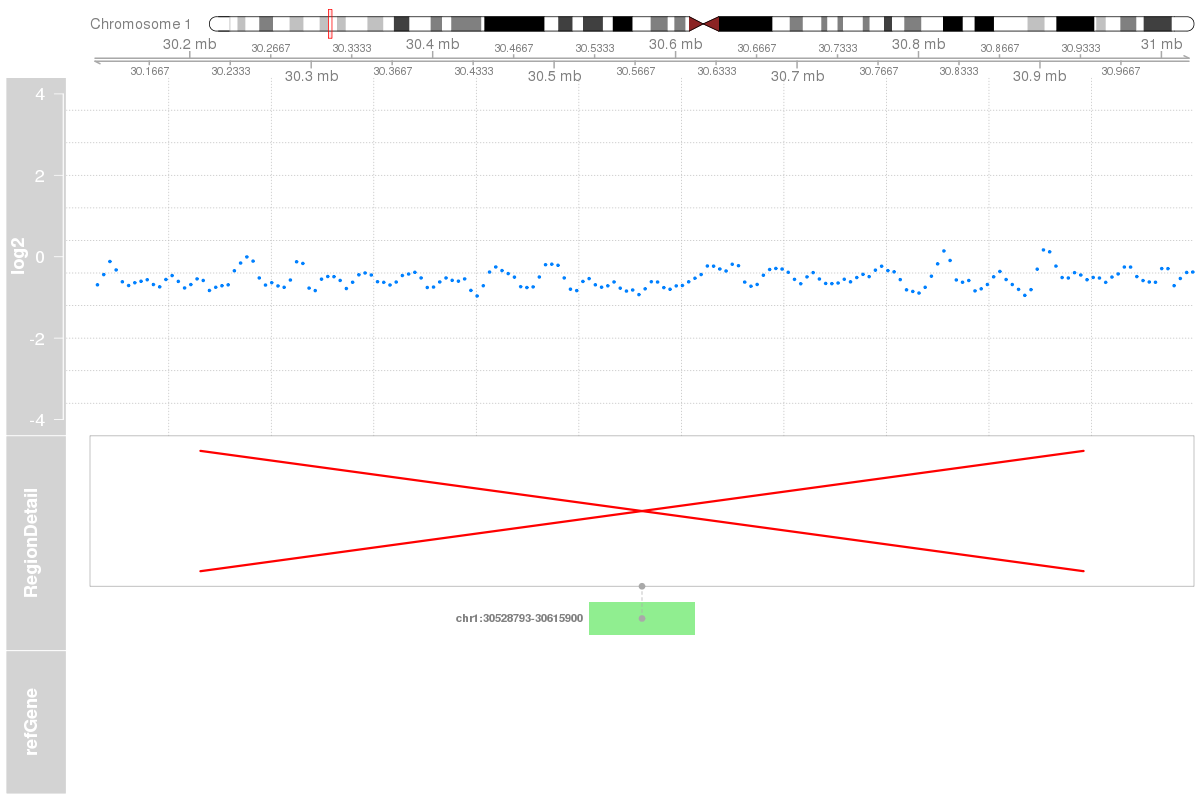 Chromosome 1
30.2 mb 30.2667 30.3333 30.4 mb 30.4667 30.5333 30.6 mb 30.6667 30.7333 30.8 mb 30.8667 30.9333 31 mb
30.1667 30.2333 30.3 mb 30.3667 30.4333 30.5 mb 30.5667 30.6333 30.7 mb 30.7667 30.8333 30.9 mb 30.9667
4
2
0
-2
-4
log2
RegionDetail
chr1:30528793-30615900
refGene